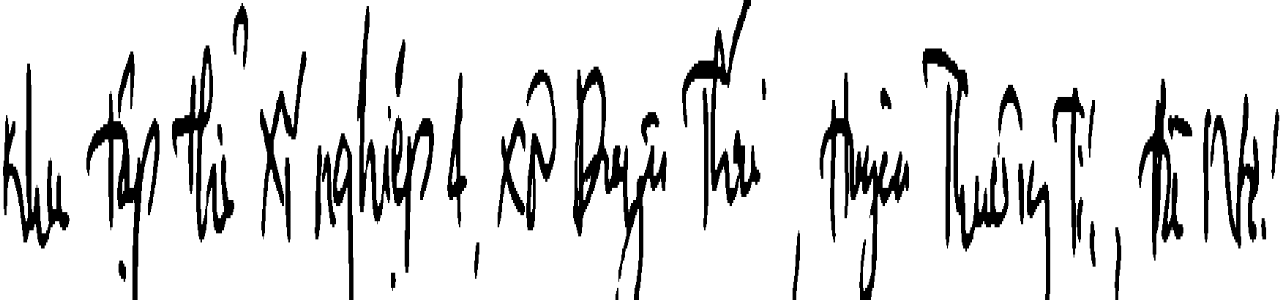 Khu tập thể Xí nghiệp 4, xã Duyên Thái, Huyện Thường Tín, Hà Nội